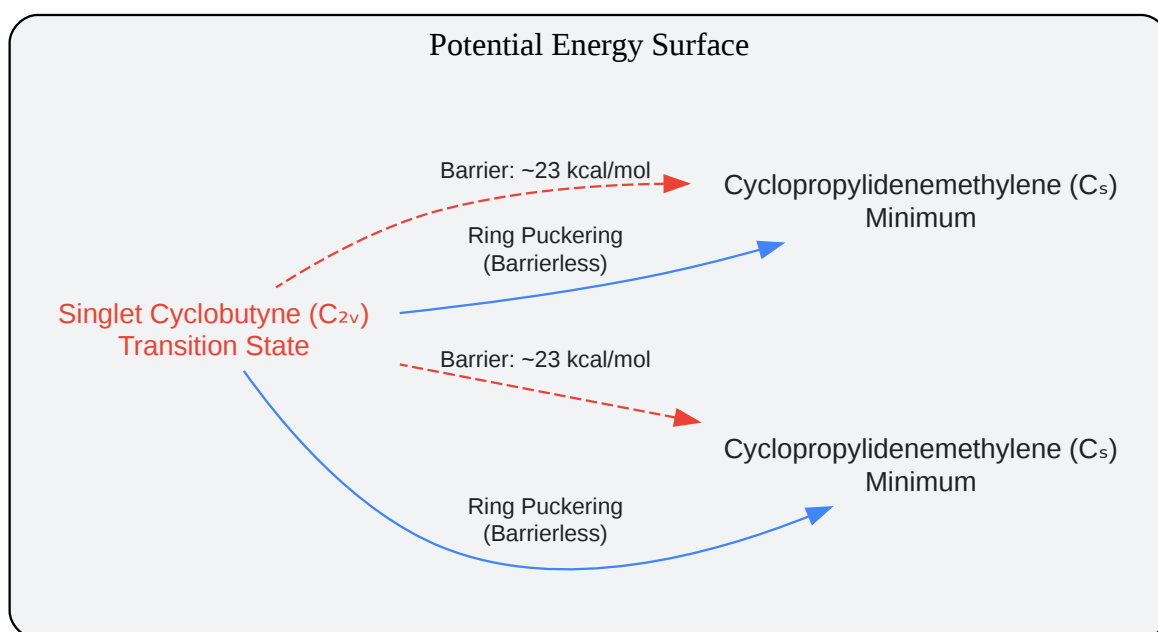 Potential Energy Surface
Barrier: ~23 kcal/mol
Cyclopropylidenemethylene (Cₛ)
Minimum
Ring Puckering
(Barrierless)
Singlet Cyclobutyne (C₂ᵥ)
Transition State
Barrier: ~23 kcal/mol
Cyclopropylidenemethylene (Cₛ)
Minimum
Ring Puckering
(Barrierless)